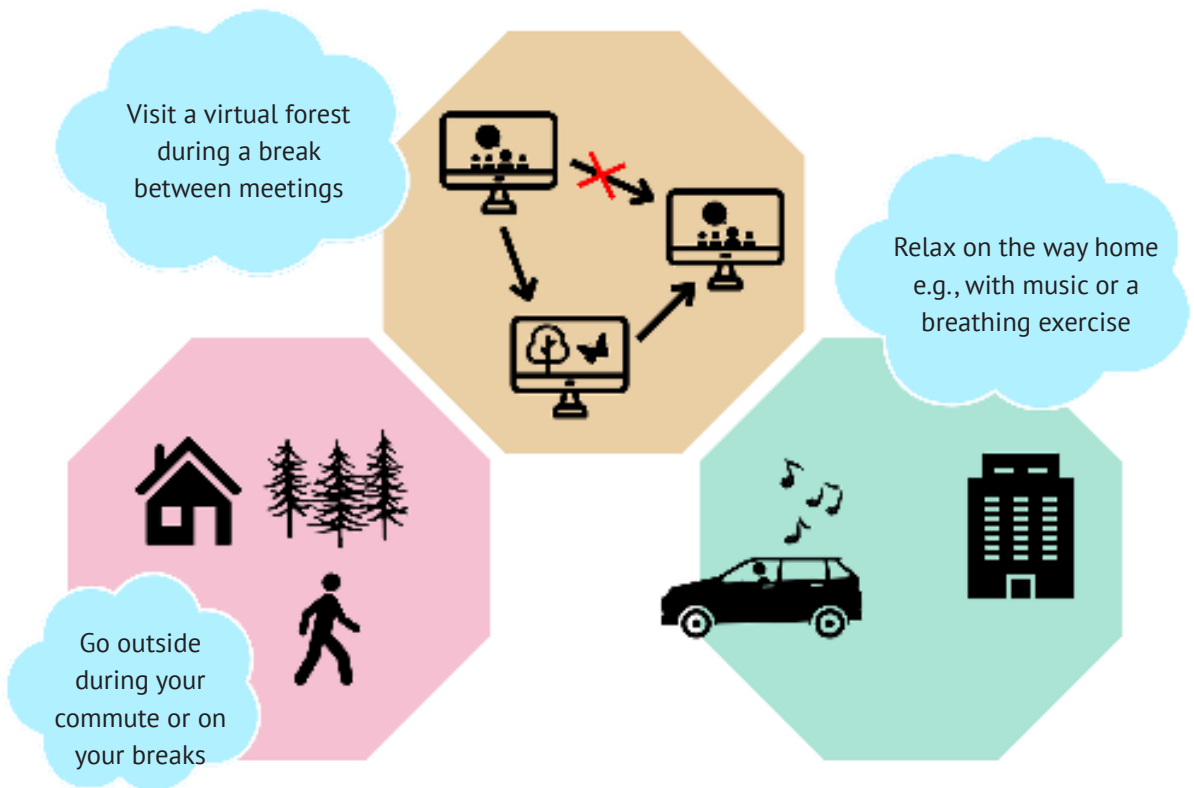 Visit a virtual forest
during a break
between meetings
Relax on the way home
e.g., with music or a
breathing exercise
Go outside
during your
commute or on
your breaks